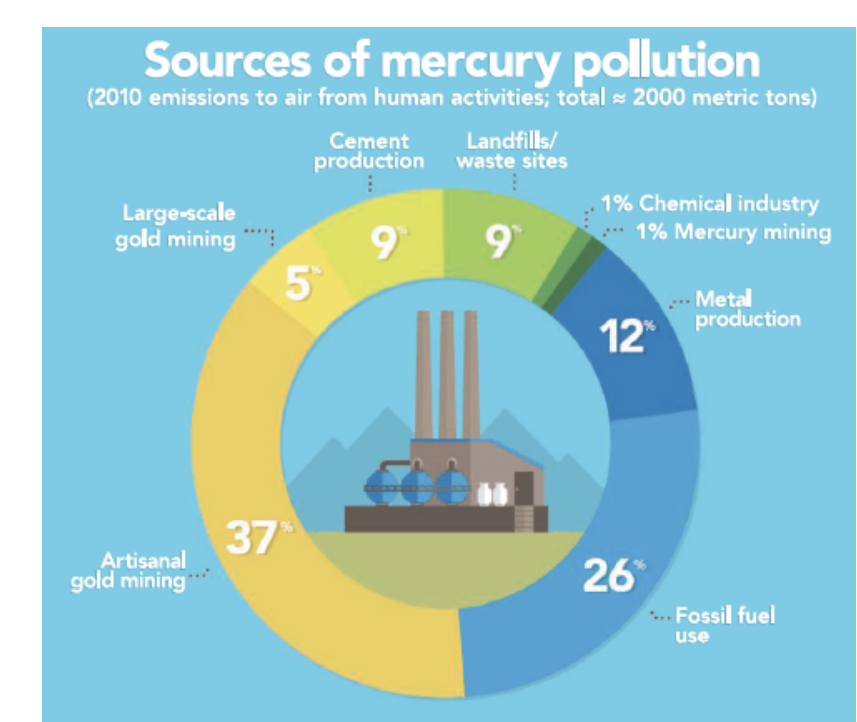 Sources of mercury pollution
(2010 emissions to air from human activities; total ≈ 2000 metric tons)
Cement
production
Landfills/
waste sites
Large-scale
gold mining
1% Chemical industry
1% Mercury mining
9%
9%
5%
Metal
production
12%
37%
Artisanal
gold mining
26%
Fossil fuel
use